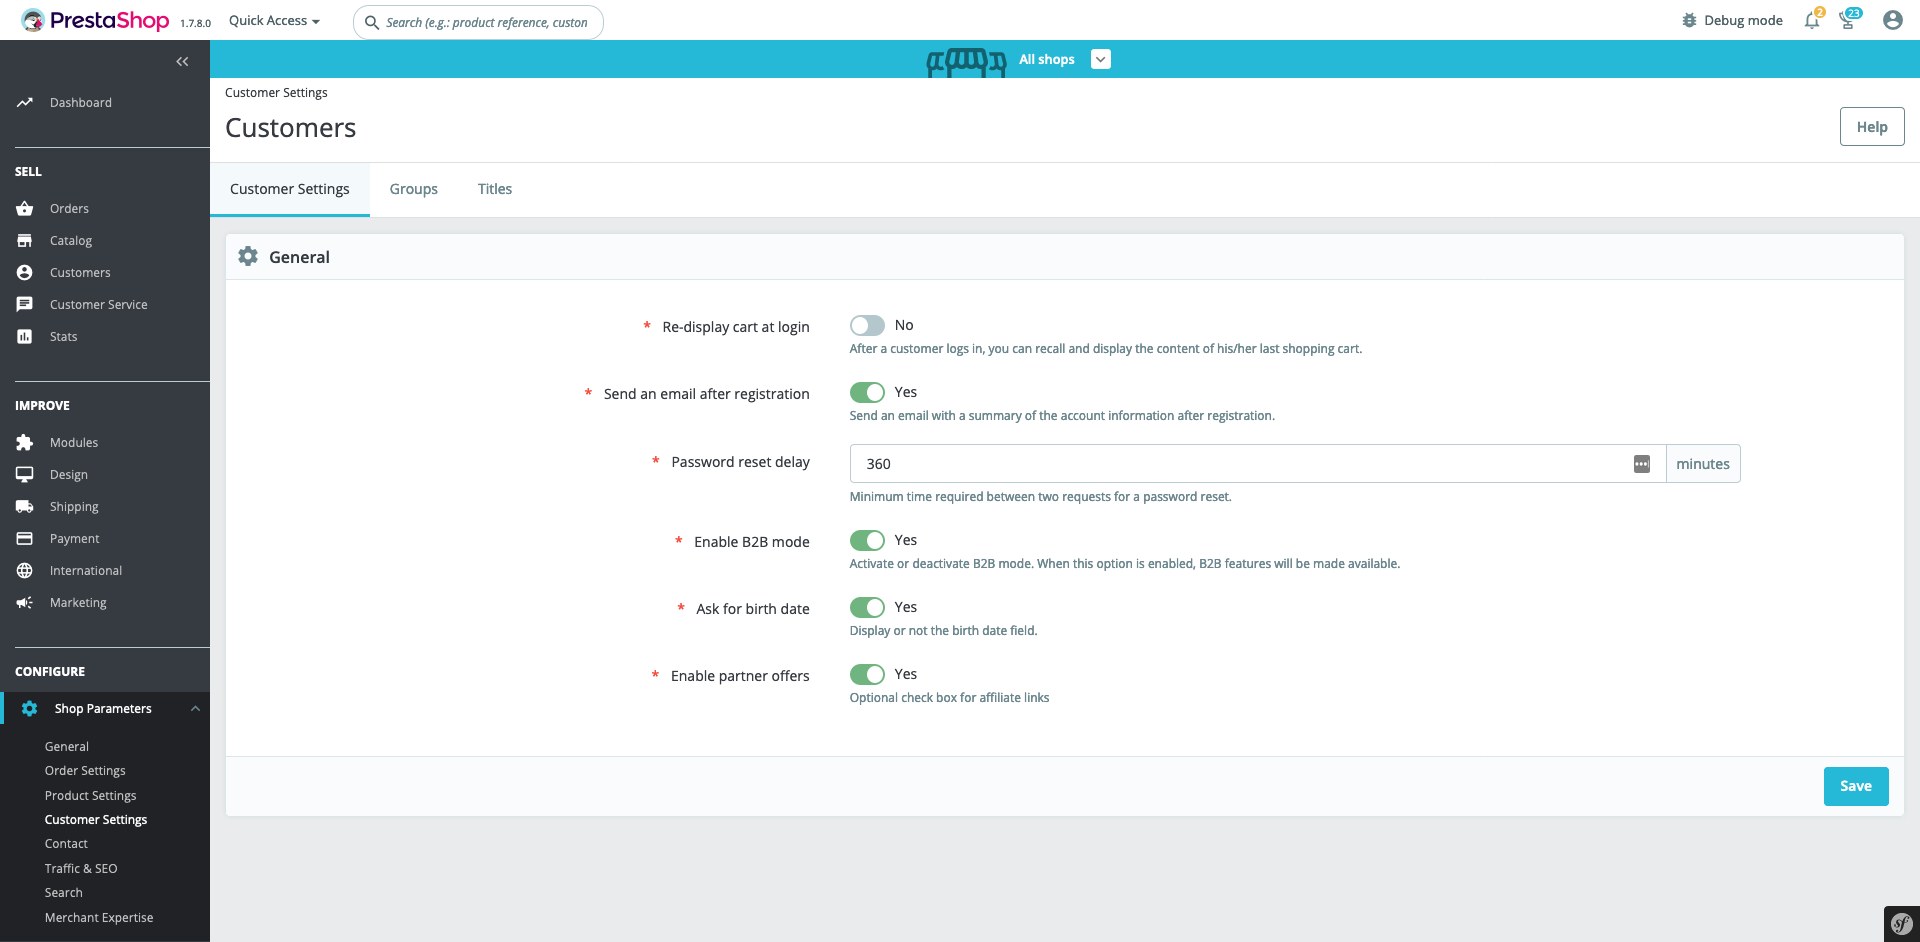 PrestaShop 1.7.8.0 Quick Access Search (e.g.: product reference, custon Debug mode 2 23
All shops
Customer Settings
Customers
Help
Customer Settings Groups Titles
Dashboard
SELL
Orders
Catalog
Customers
Customer Service
Stats
IMPROVE
Modules
Design
Shipping
Payment
International
Marketing
CONFIGURE
Shop Parameters
General
Order Settings
Product Settings
Customer Settings
Contact
Traffic & SEO
Search
Merchant Expertise
General
* Re-display cart at login No
After a customer logs in, you can recall and display the content of his/her last shopping cart.
* Send an email after registration Yes
Send an email with a summary of the account information after registration.
* Password reset delay 360 minutes
Minimum time required between two requests for a password reset.
* Enable B2B mode Yes
Activate or deactivate B2B mode. When this option is enabled, B2B features will be made available.
* Ask for birth date Yes
Display or not the birth date field.
* Enable partner offers Yes
Optional check box for affiliate links
Save
sf